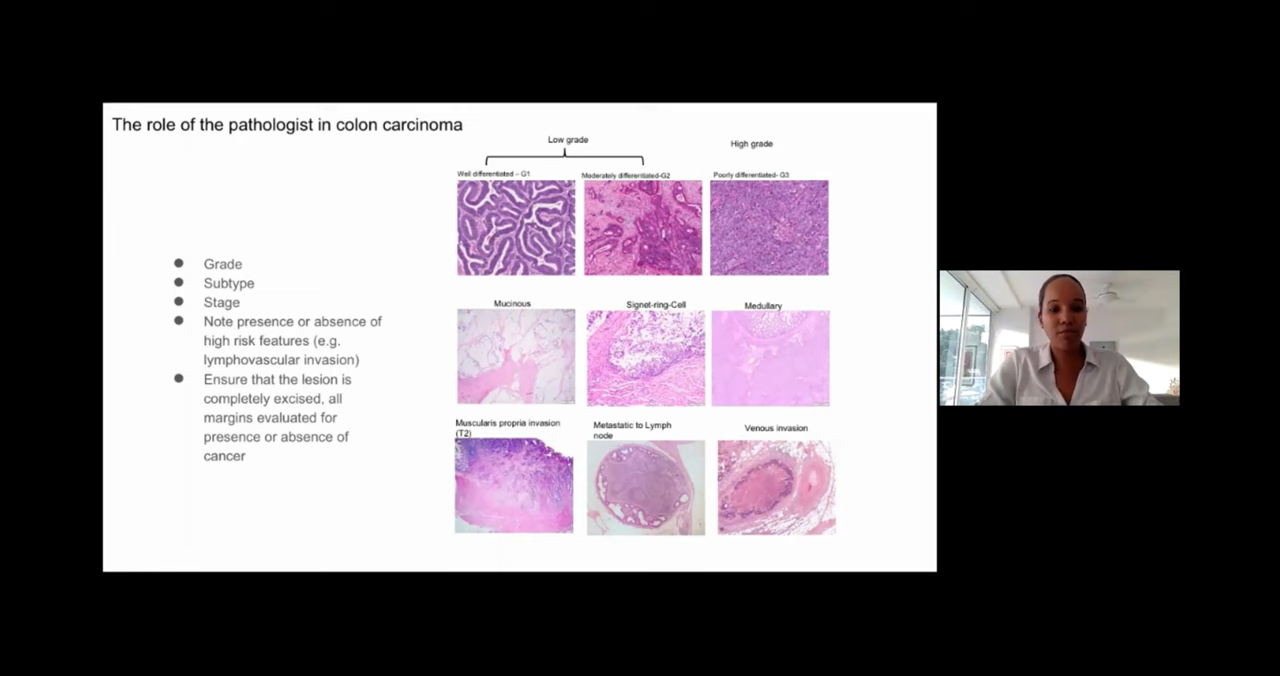 The role of the pathologist in colon carcinoma
Low grade
High grade
Well differentiated – G1
Moderately differentiated-G2
Poorly differentiated- G3
Grade
Subtype
Stage
Note presence or absence of
high risk features (e.g.
lymphovascular invasion)
Ensure that the lesion is
completely excised, all
margins evaluated for
presence or absence of
cancer
Mucinous
Signet-ring-Cell
Medullary
Muscularis propria invasion
(T2)
Metastatic to Lymph
node
Venous invasion